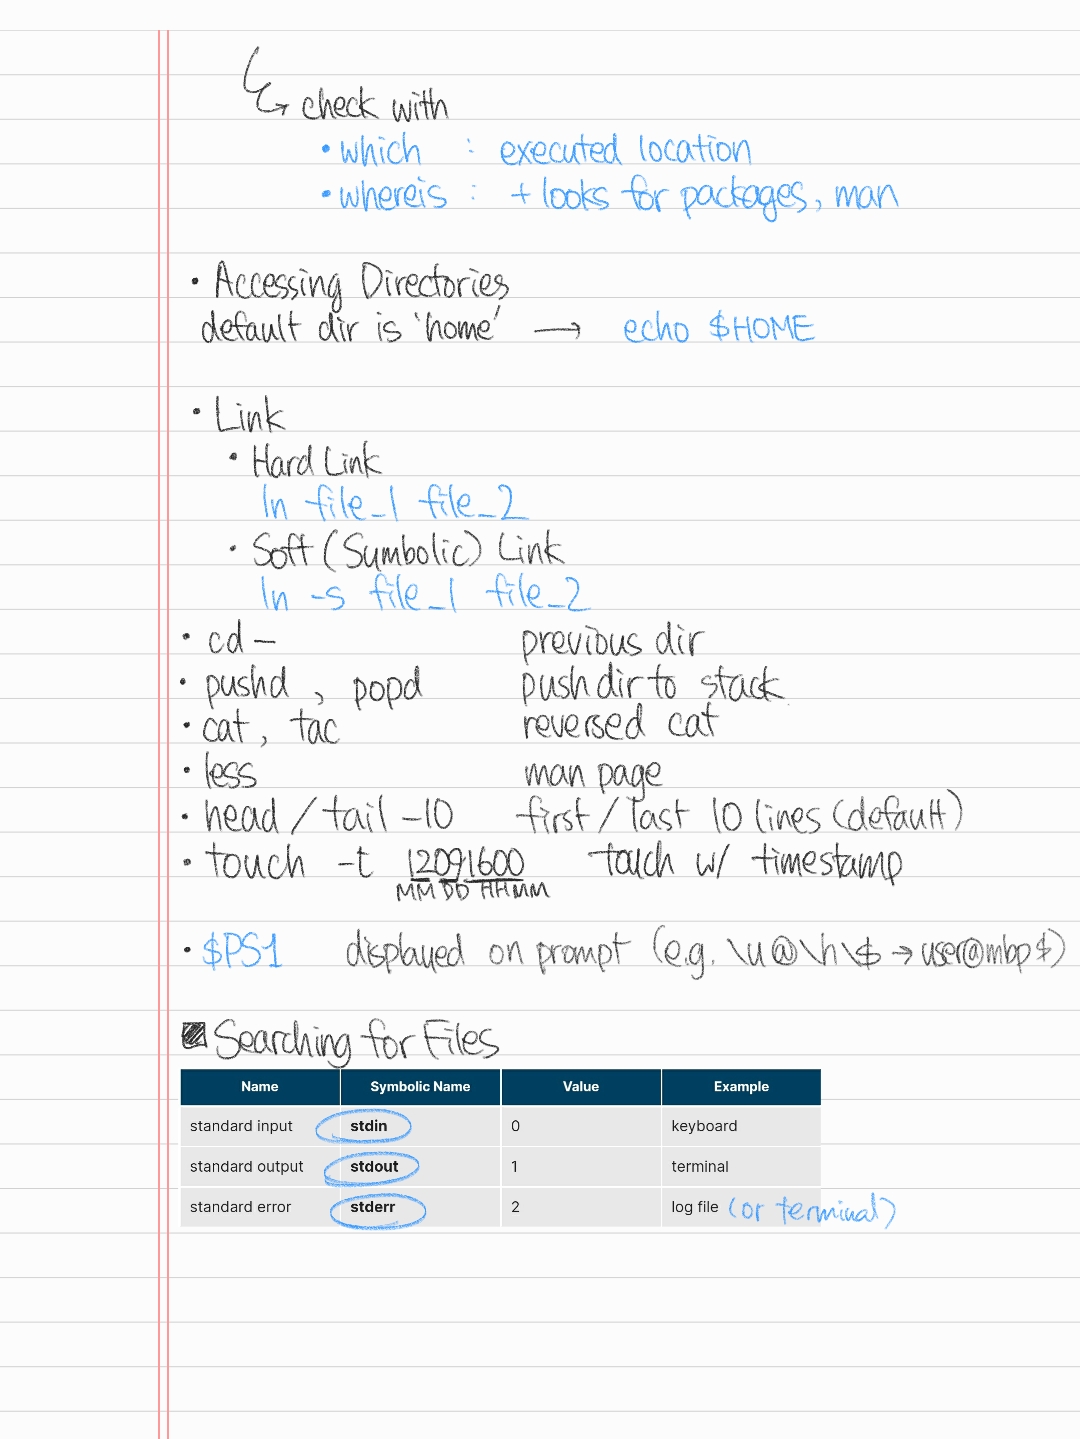 check with
• which : executed location
• whereis : + looks for packages, man
• Accessing Directories
default dir is 'home' → echo $HOME
• Link
• Hard Link
ln file_1 file_2
• Soft (Symbolic) Link
ln -s file_1 file_2
• cd - previous dir
• pushd , popd push dir to stack
• cat , tac reversed cat
• less man page
• head / tail -10 first / last 10 lines (default)
• touch -t 12091600 touch w/ timestamp
MM DD HH MM
• $PS1 displayed on prompt (e.g. \u@\h\$ → user@mbp$)
Searching for Files
Name Symbolic Name Value Example
standard input stdin 0 keyboard
standard output stdout 1 terminal
standard error stderr 2 log file (or terminal)